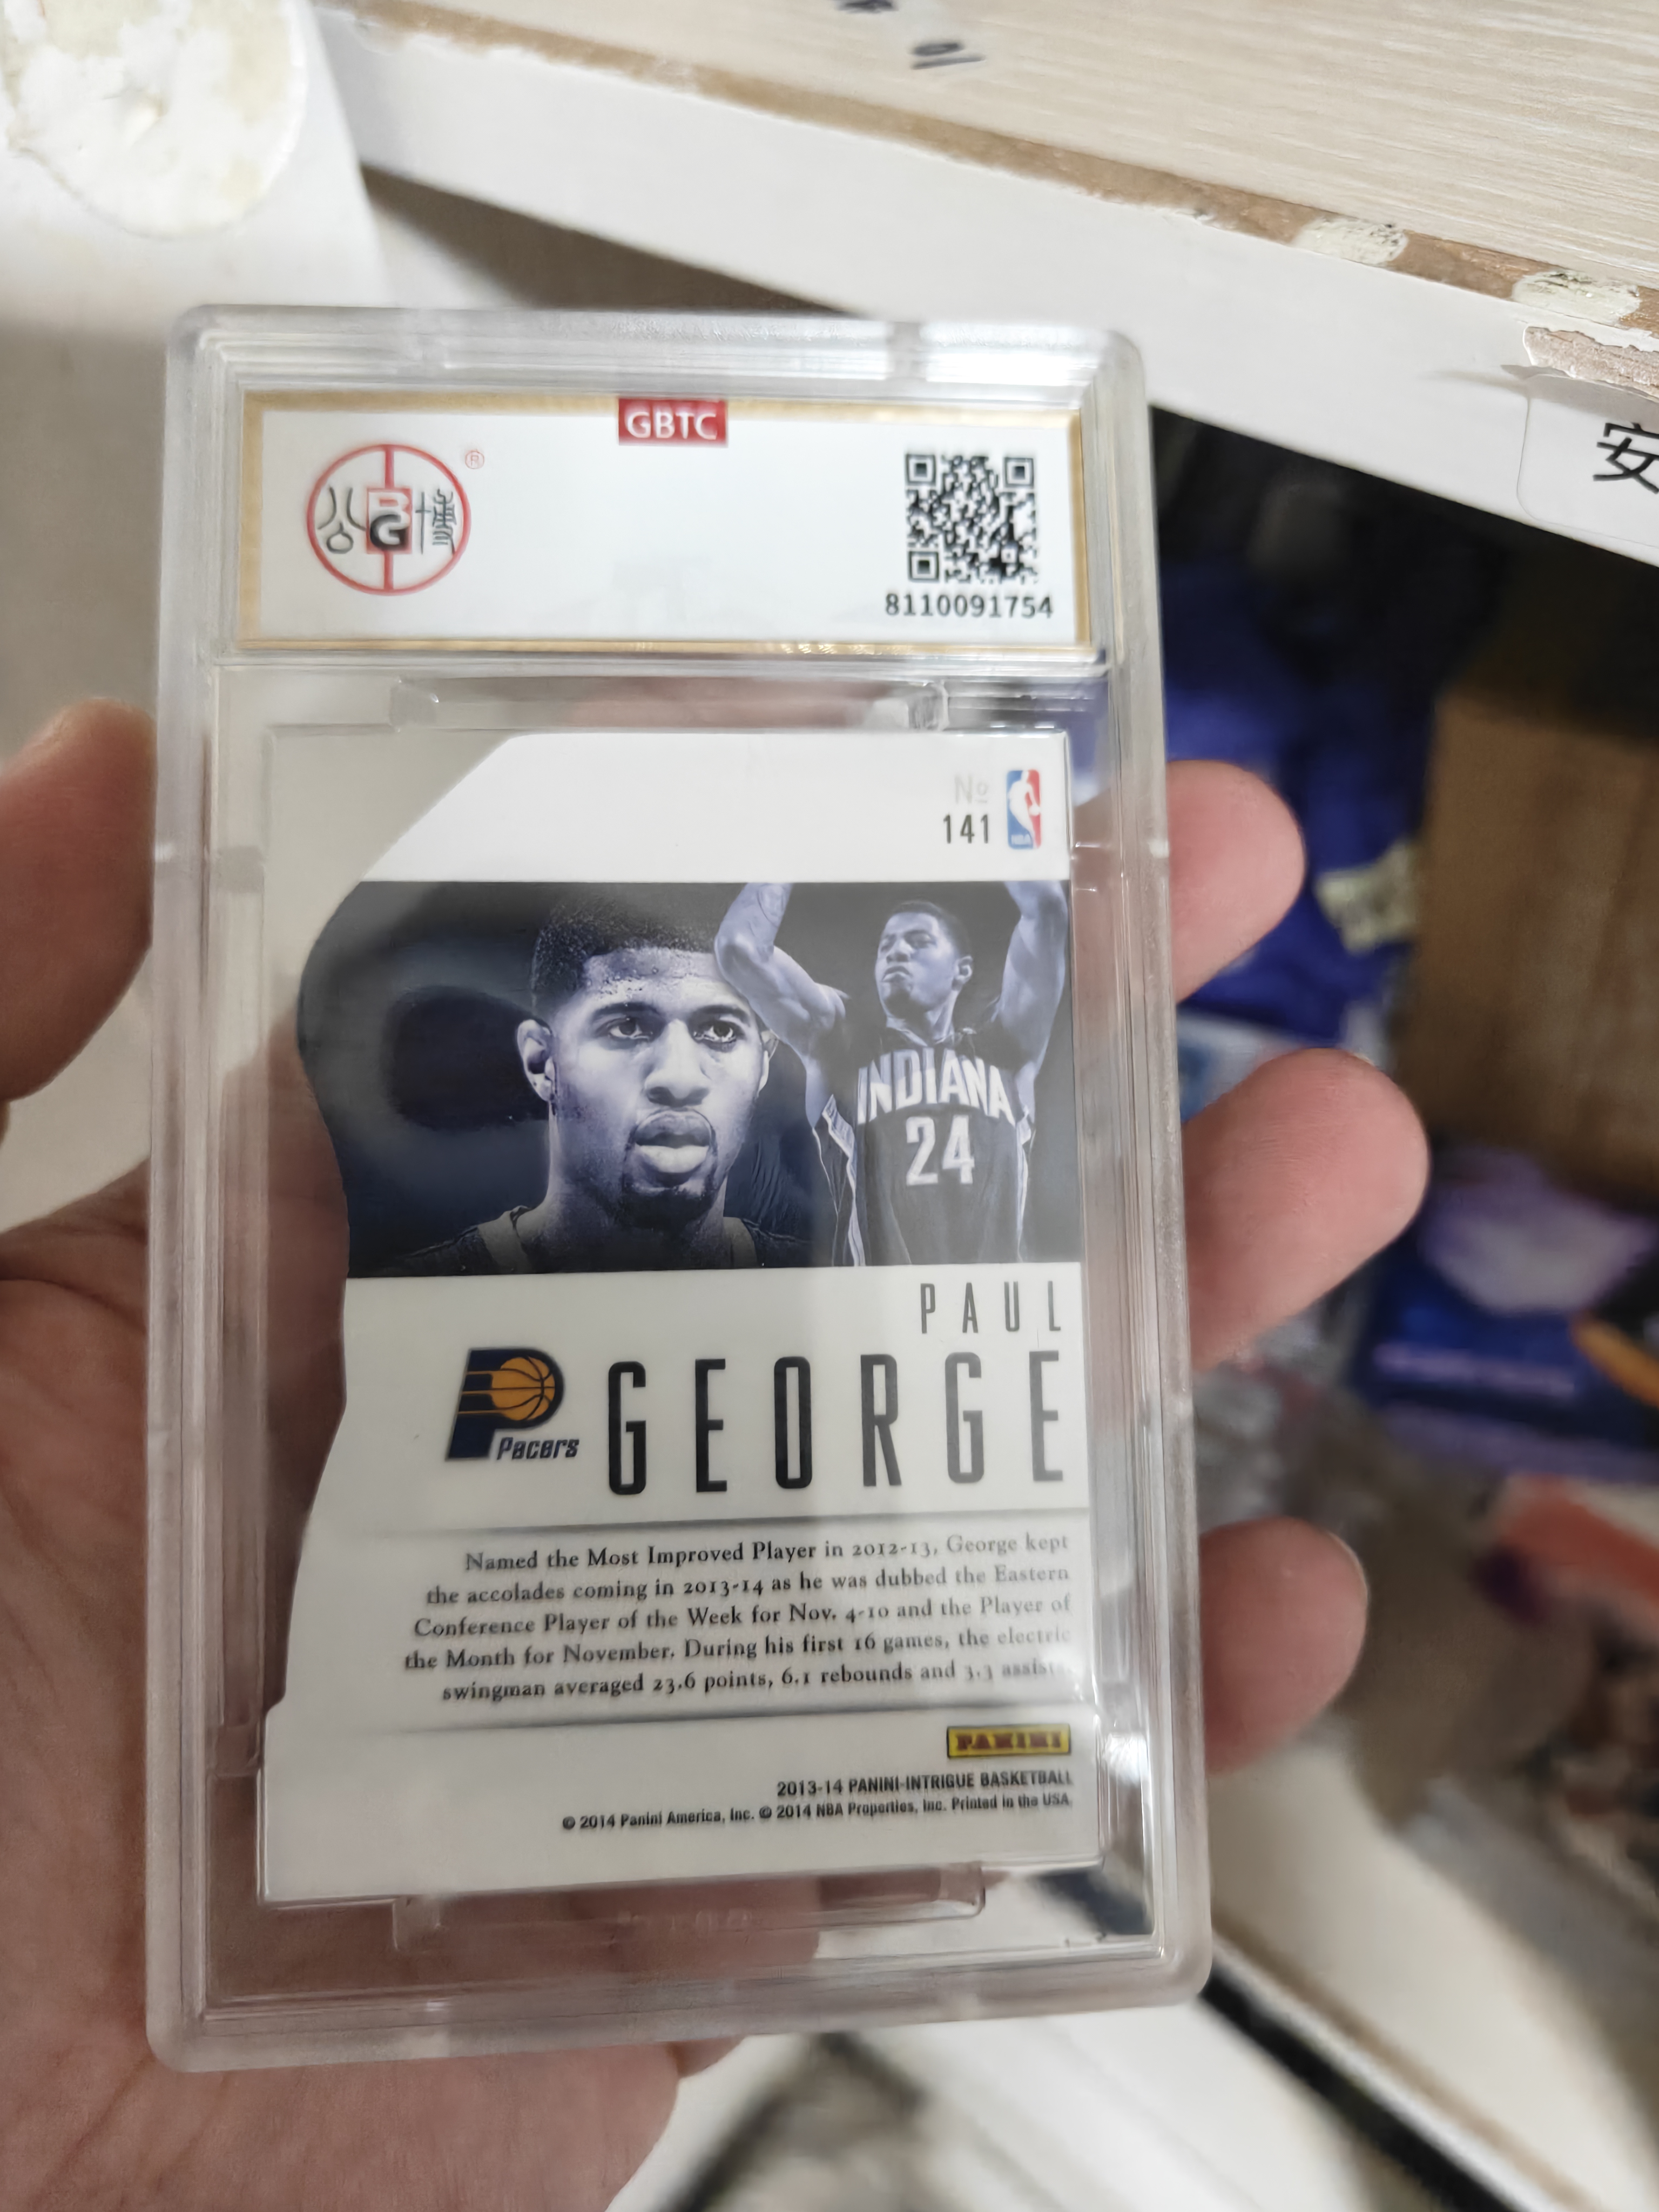 安
GBTC
公 BG 博 ®
8110091754
№
141
NBA
INDIANA
24
PAUL
Pacers
GEORGE
Named the Most Improved Player in 2012-13, George kept
the accolades coming in 2013-14 as he was dubbed the Eastern
Conference Player of the Week for Nov. 4-10 and the Player of
the Month for November. During his first 16 games, the electric
swingman averaged 23.6 points, 6.1 rebounds and 3.3 assists.
PANINI
2013-14 PANINI-INTRIGUE BASKETBALL
© 2014 Panini America, Inc. © 2014 NBA Properties, Inc. Printed in the USA